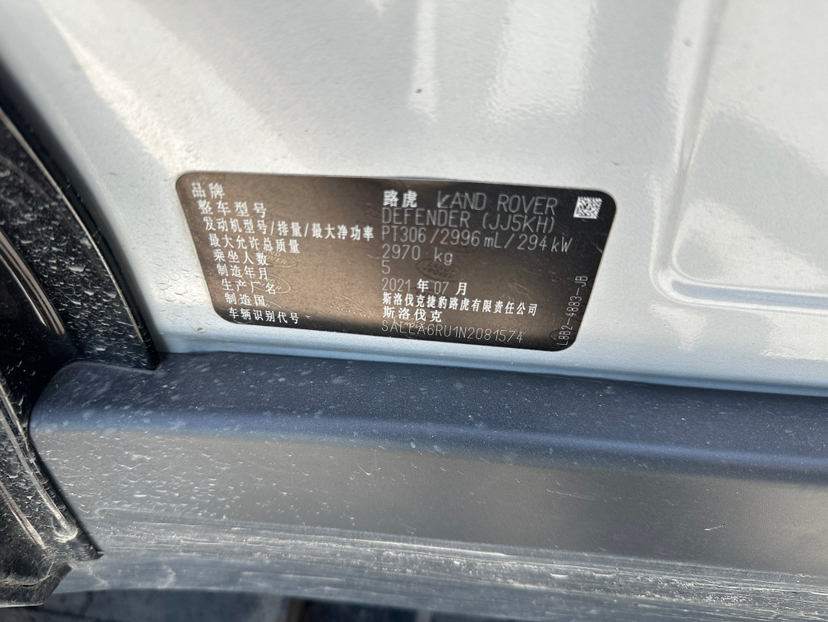 品牌 路虎 LAND ROVER
整车型号 DEFENDER (JJ5KH)
发动机型号/排量/最大净功率 PT306/2996mL/294kW
最大允许总质量 2970 kg
乘坐人数 5
制造年月 2021年07月
生产厂名 斯洛伐克捷豹路虎有限责任公司
制造国 斯洛伐克
车辆识别代号 SALEA6RU1N2081574
L8B2-4883-JB